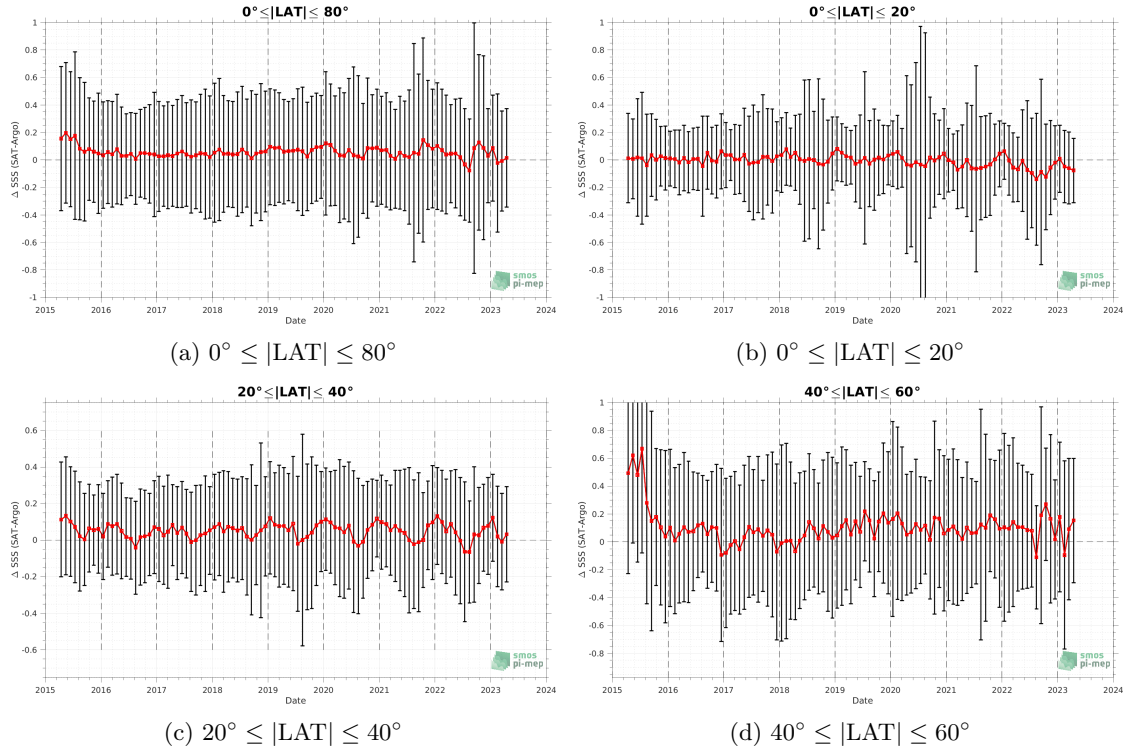 0°≤|LAT|≤ 80°
Δ SSS (SAT-Argo)
1
0.8
0.6
0.4
0.2
0
-0.2
-0.4
-0.6
-0.8
-1
2015 2016 2017 2018 2019 2020 2021 2022 2023 2024
Date
smos
pi-mep
(a) 0° ≤ |LAT| ≤ 80°
0°≤|LAT|≤ 20°
Δ SSS (SAT-Argo)
1
0.8
0.6
0.4
0.2
0
-0.2
-0.4
-0.6
-0.8
-1
2015 2016 2017 2018 2019 2020 2021 2022 2023 2024
Date
smos
pi-mep
(b) 0° ≤ |LAT| ≤ 20°
20°≤|LAT|≤ 40°
Δ SSS (SAT-Argo)
0.6
0.4
0.2
0
-0.2
-0.4
-0.6
2015 2016 2017 2018 2019 2020 2021 2022 2023 2024
Date
smos
pi-mep
(c) 20° ≤ |LAT| ≤ 40°
40°≤|LAT|≤ 60°
Δ SSS (SAT-Argo)
1
0.8
0.6
0.4
0.2
0
-0.2
-0.4
-0.6
-0.8
2015 2016 2017 2018 2019 2020 2021 2022 2023 2024
Date
smos
pi-mep
(d) 40° ≤ |LAT| ≤ 60°